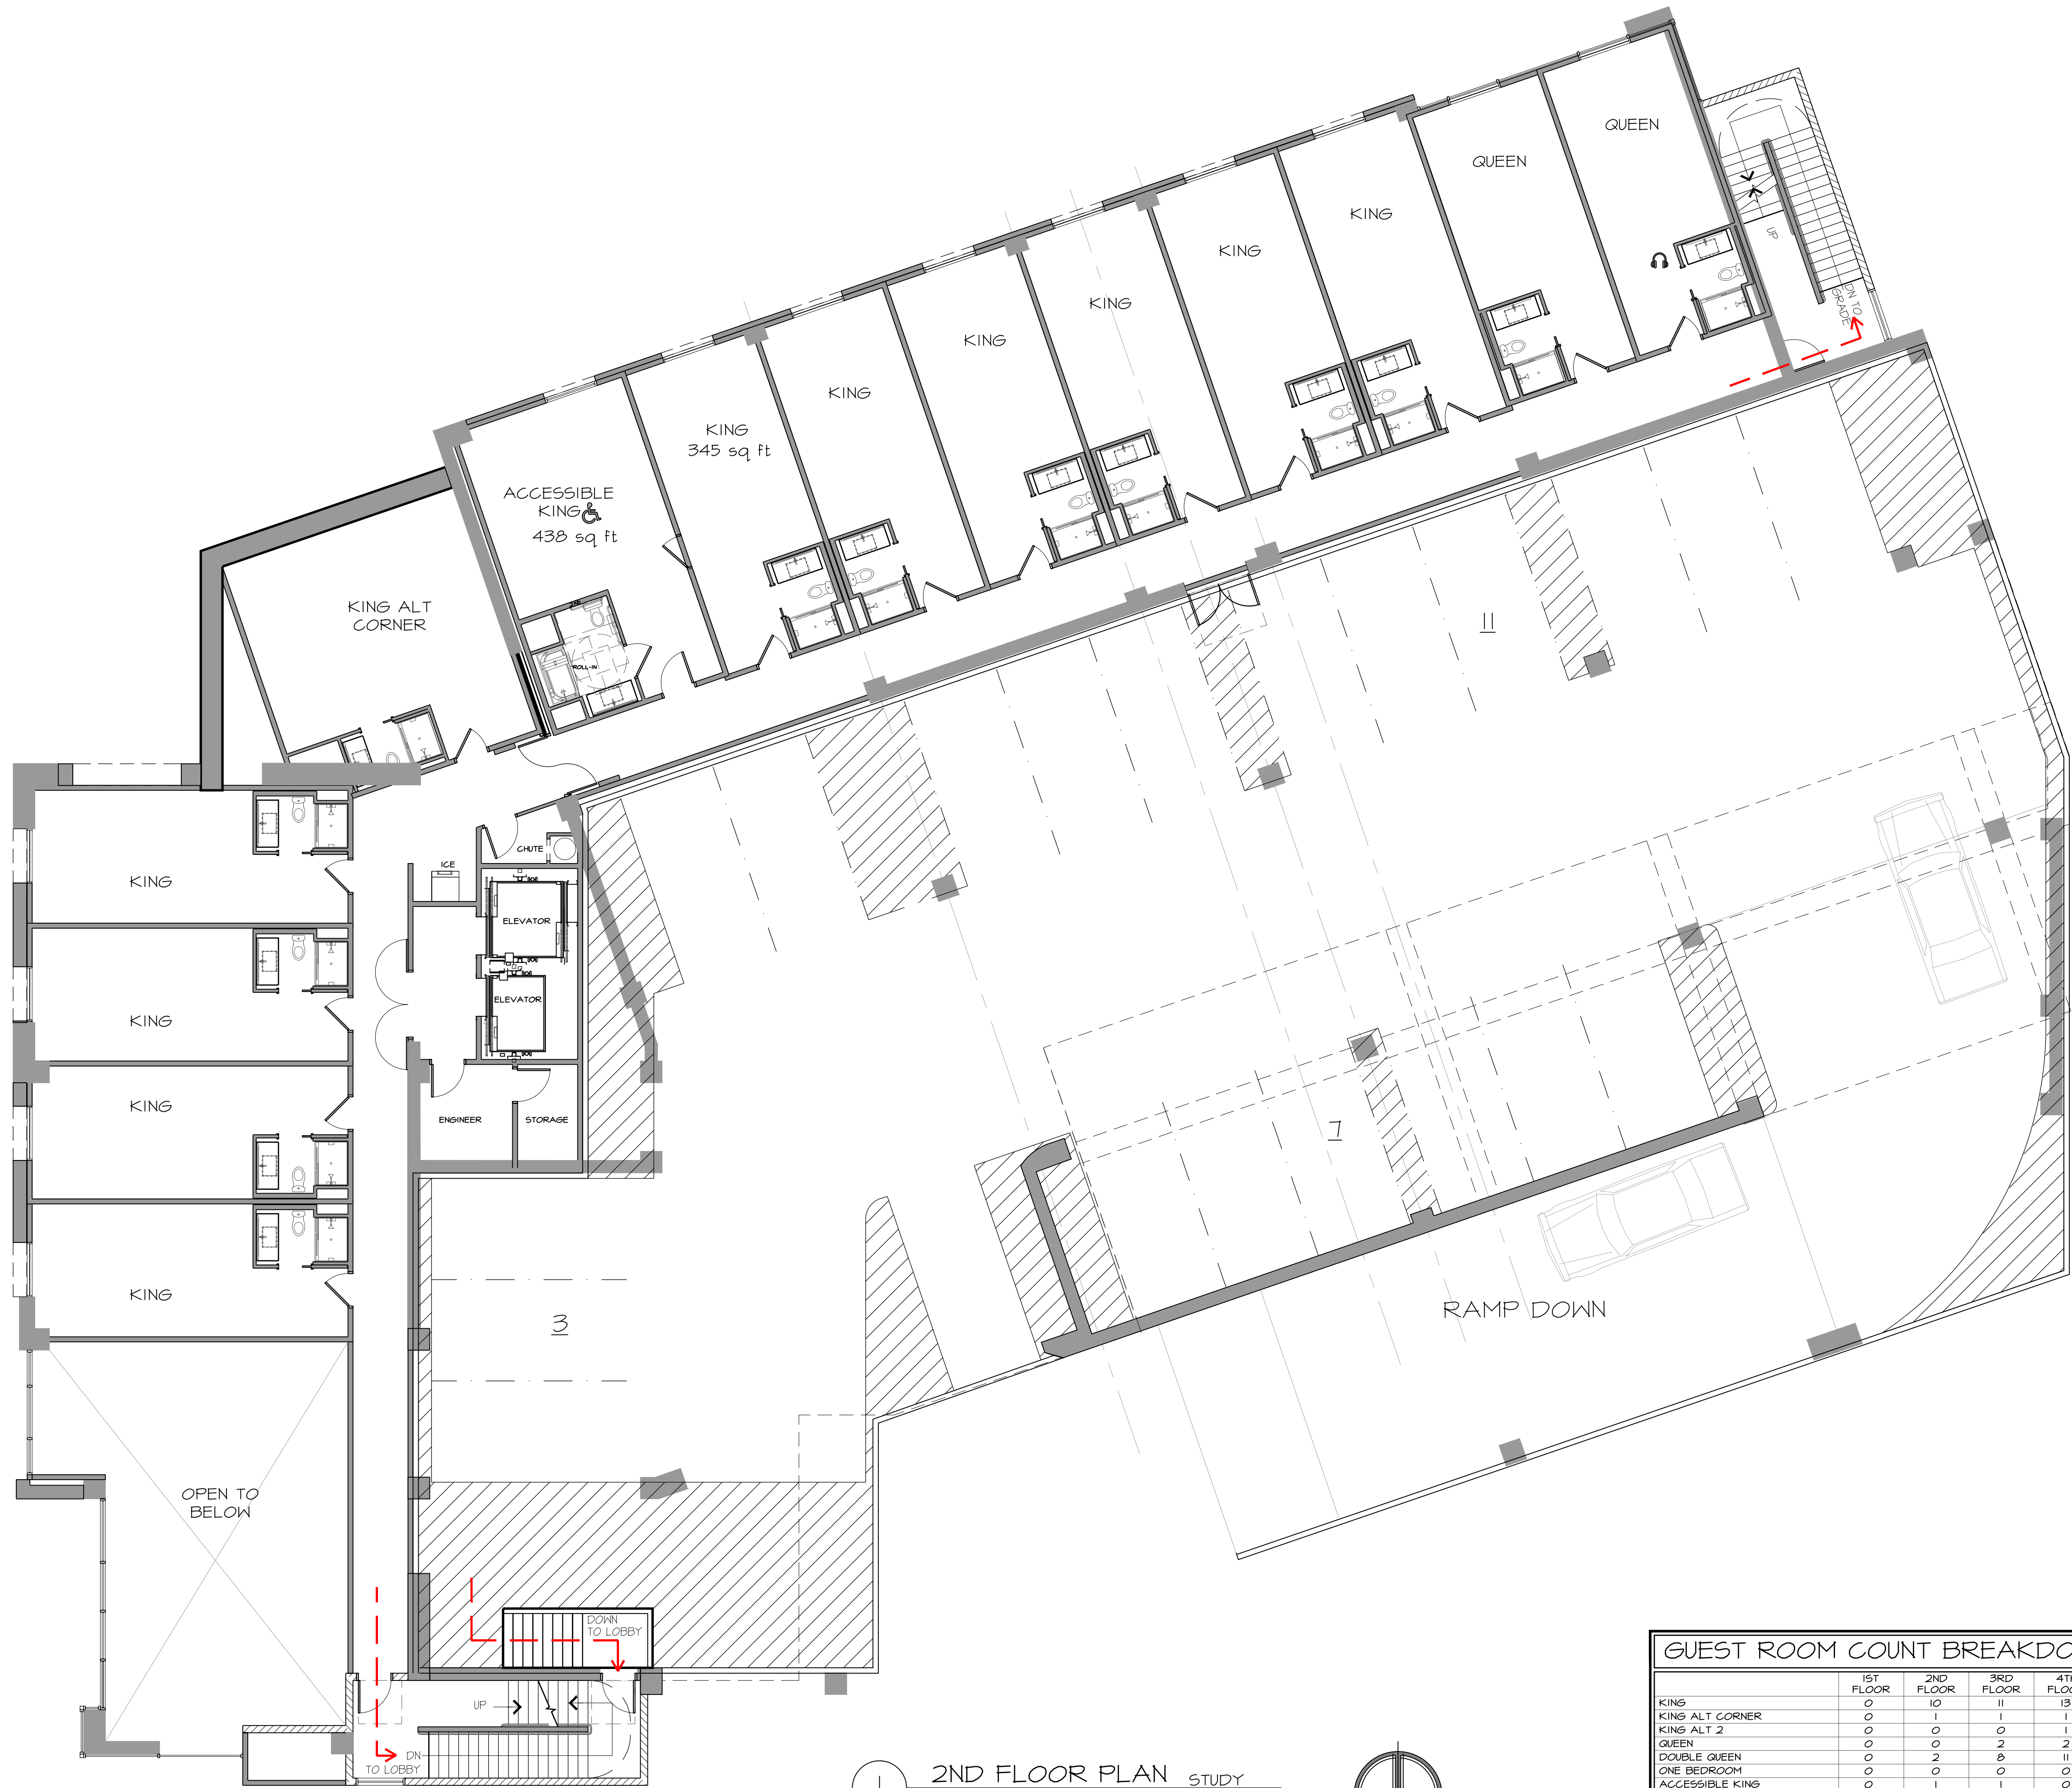 QUEEN
QUEEN
KING
KING
KING
KING
KING
KING
345 sq ft
ACCESSIBLE
KING
438 sq ft
ROLL-IN
KING ALT
CORNER
UP
DN TO
GRADE
11
CHUTE
ICE
ELEVATOR
ELEVATOR
ENGINEER
STORAGE
KING
KING
KING
KING
7
3
RAMP DOWN
OPEN TO
BELOW
DOWN
TO LOBBY
UP
DN
TO LOBBY
1
2ND FLOOR PLAN STUDY
GUEST ROOM COUNT BREAKDO
1ST FLOOR 2ND FLOOR 3RD FLOOR 4TH FLOO
KING 0 10 11 13
KING ALT CORNER 0 1 1 1
KING ALT 2 0 0 0 1
QUEEN 0 0 2 2
DOUBLE QUEEN 0 2 8 11
ONE BEDROOM 0 0 0 0
ACCESSIBLE KING 0 1 1 0